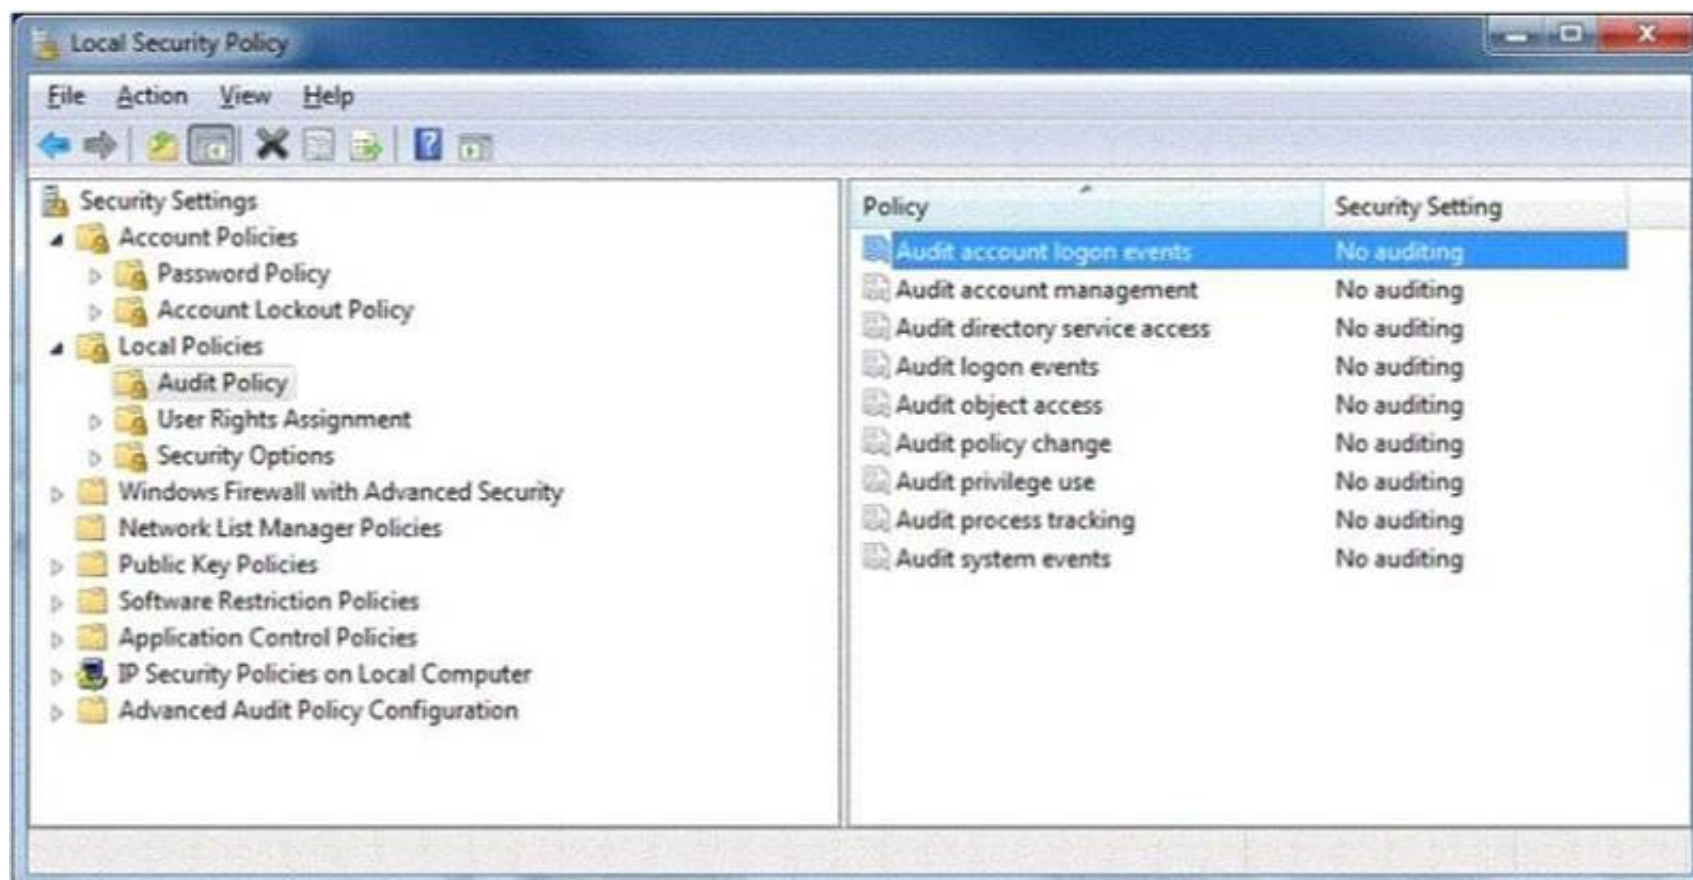 Local Security Policy
File Action View Help
Security Settings
Account Policies
Password Policy
Account Lockout Policy
Local Policies
Audit Policy
User Rights Assignment
Security Options
Windows Firewall with Advanced Security
Network List Manager Policies
Public Key Policies
Software Restriction Policies
Application Control Policies
IP Security Policies on Local Computer
Advanced Audit Policy Configuration
Policy Security Setting
Audit account logon events No auditing
Audit account management No auditing
Audit directory service access No auditing
Audit logon events No auditing
Audit object access No auditing
Audit policy change No auditing
Audit privilege use No auditing
Audit process tracking No auditing
Audit system events No auditing